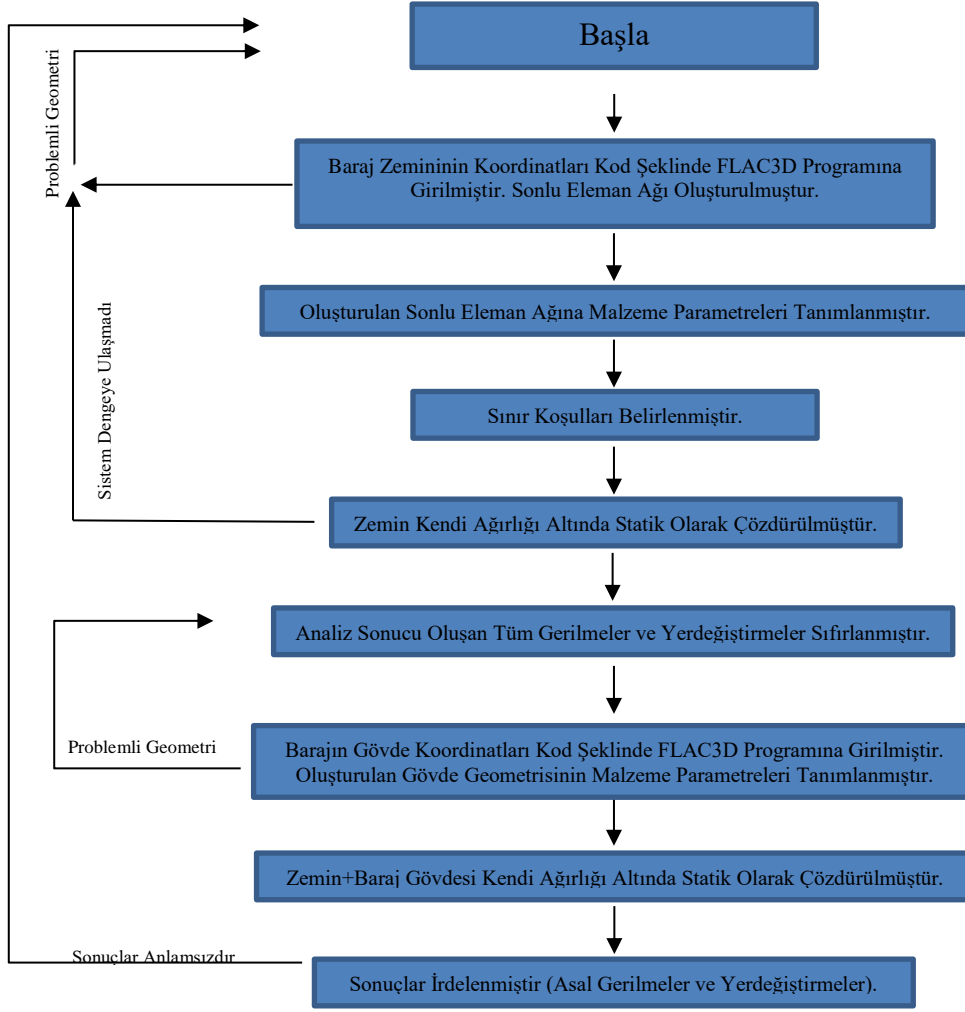 Başla
Problemli Geometri
Baraj Zemininin Koordinatları Kod Şeklinde FLAC3D Programına
Girilmiştir. Sonlu Eleman Ağı Oluşturulmuştur.
Oluşturulan Sonlu Eleman Ağına Malzeme Parametreleri Tanımlanmıştır.
Sistem Dengeye Ulaşmadı
Sınır Koşulları Belirlenmiştir.
Zemin Kendi Ağırlığı Altında Statik Olarak Çözdürülmüştür.
Analiz Sonucu Oluşan Tüm Gerilmeler ve Yerdeğiştirmeler Sıfırlanmıştır.
Problemli Geometri
Barajın Gövde Koordinatları Kod Şeklinde FLAC3D Programına Girilmiştir.
Oluşturulan Gövde Geometrisinin Malzeme Parametreleri Tanımlanmıştır.
Zemin+Baraj Gövdesi Kendi Ağırlığı Altında Statik Olarak Çözdürülmüştür.
Sonuçlar Anlamsızdır
Sonuçlar İrdelenmiştir (Asal Gerilmeler ve Yerdeğiştirmeler).